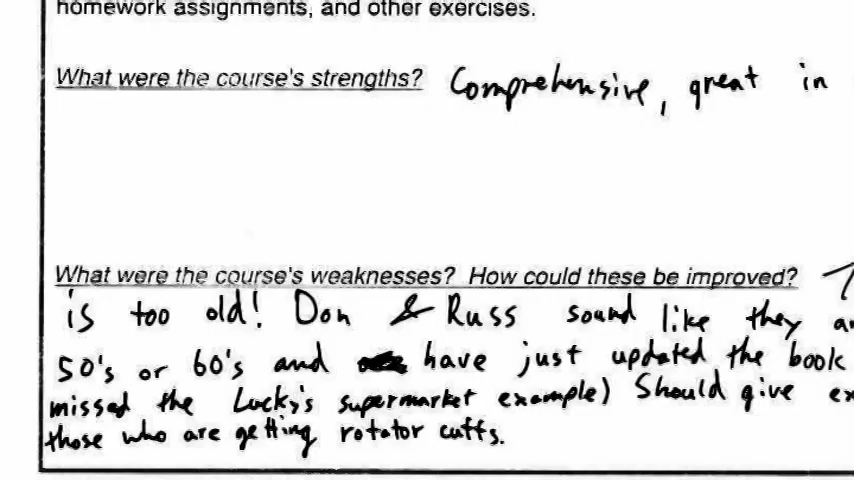 homework assignments, and other exercises.
What were the course's strengths? Comprehensive, great in
What were the course's weaknesses? How could these be improved? T
is too old! Don & Russ sound like they a
50's or 60's and have just updated the book
missed the Lucky's supermarket example) Should give ex
those who are getting rotator cuffs.